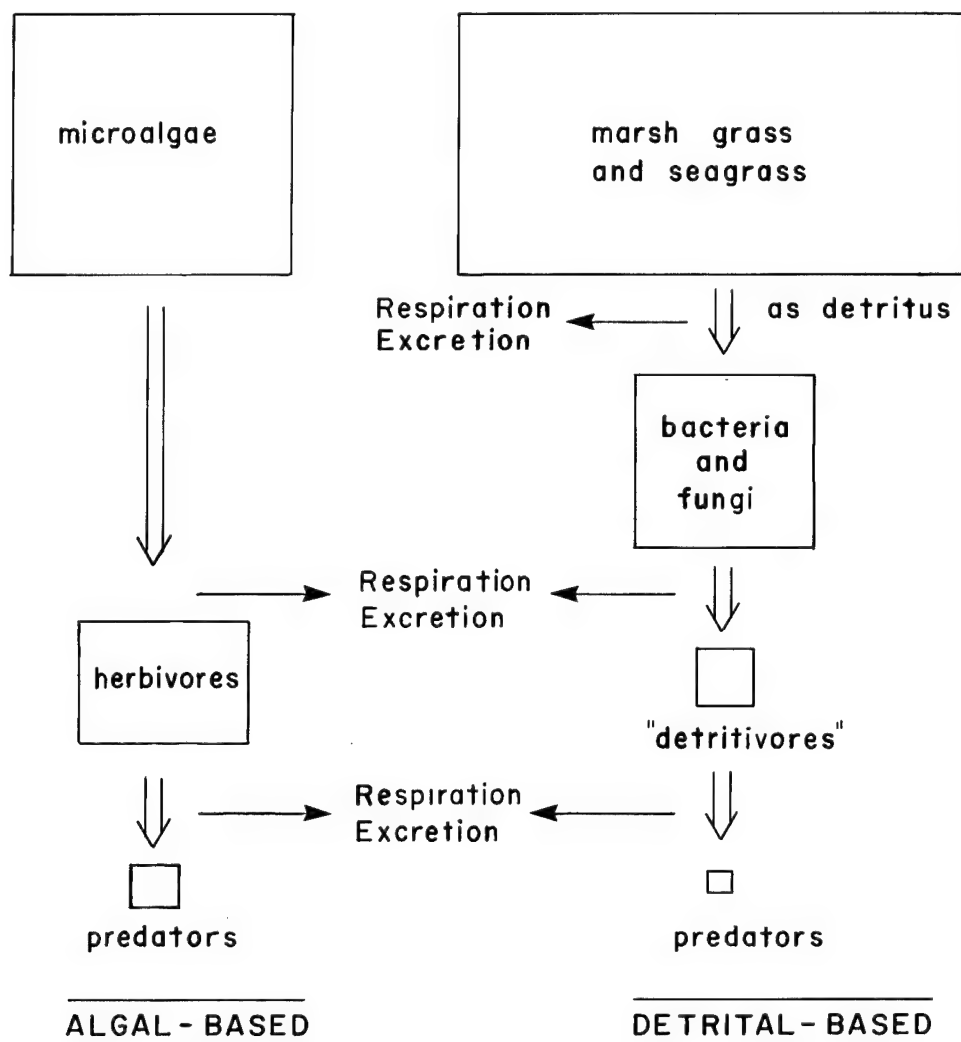 microalgae
marsh grass
and seagrass
Respiration
Excretion
as detritus
bacteria
and
fungi
Respiration
Excretion
herbivores
"detritivores"
Respiration
Excretion
predators
predators
ALGAL-BASED
DETRITAL-BASED